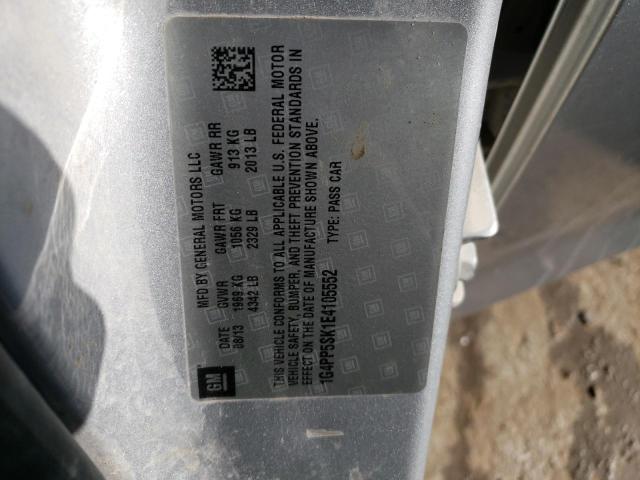 MFD BY GENERAL MOTORS LLC
DATE GVWR GAWR FRT GAWR RR
08/13 1969 KG 1056 KG 913 KG
4342 LB 2329 LB 2013 LB
GM
THIS VEHICLE CONFORMS TO ALL APPLICABLE U.S. FEDERAL MOTOR
VEHICLE SAFETY, BUMPER, AND THEFT PREVENTION STANDARDS IN
EFFECT ON THE DATE OF MANUFACTURE SHOWN ABOVE.
1G4PP5SK1E4105552 TYPE: PASS CAR